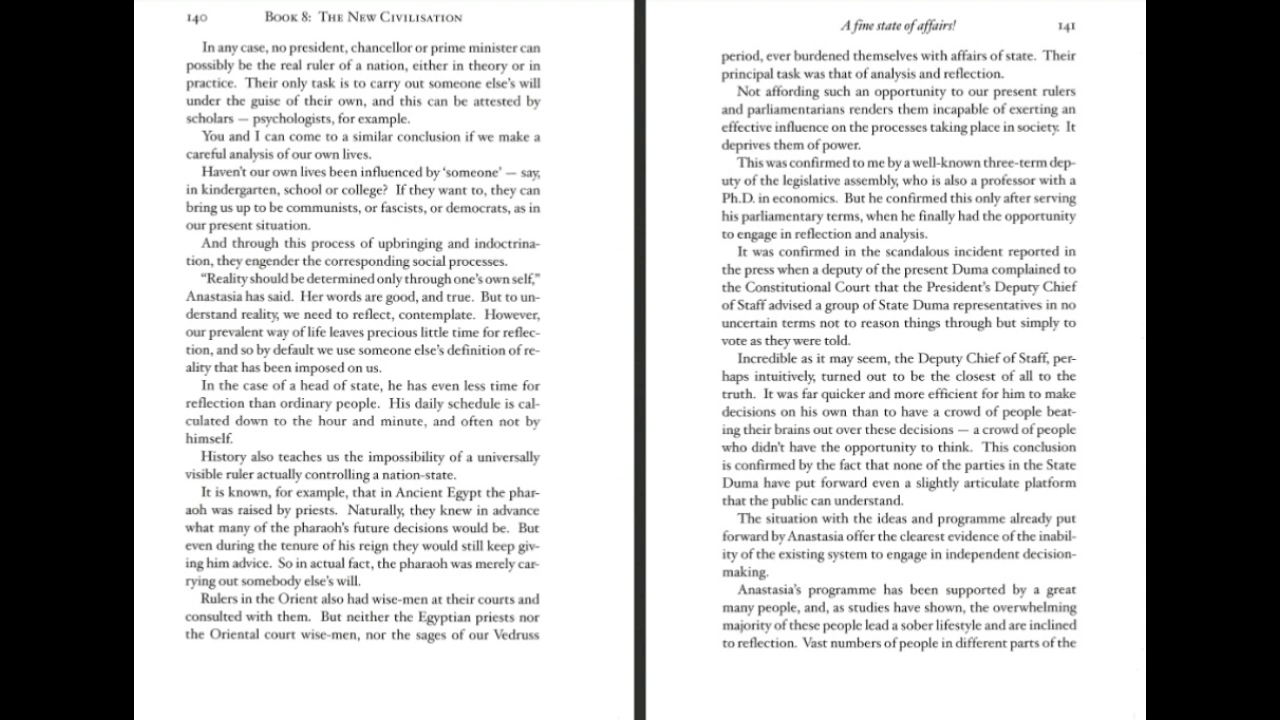 140 Book 8: The New Civilisation
In any case, no president, chancellor or prime minister can
possibly be the real ruler of a nation, either in theory or in
practice. Their only task is to carry out someone else's will
under the guise of their own, and this can be attested by
scholars — psychologists, for example.
You and I can come to a similar conclusion if we make a
careful analysis of our own lives.
Haven't our own lives been influenced by 'someone' — say,
in kindergarten, school or college? If they want to, they can
bring us up to be communists, or fascists, or democrats, as in
our present situation.
And through this process of upbringing and indoctrina-
tion, they engender the corresponding social processes.
"Reality should be determined only through one's own self,"
Anastasia has said. Her words are good, and true. But to un-
derstand reality, we need to reflect, contemplate. However,
our prevalent way of life leaves precious little time for reflec-
tion, and so by default we use someone else's definition of re-
ality that has been imposed on us.
In the case of a head of state, he has even less time for
reflection than ordinary people. His daily schedule is cal-
culated down to the hour and minute, and often not by
himself.
History also teaches us the impossibility of a universally
visible ruler actually controlling a nation-state.
It is known, for example, that in Ancient Egypt the phar-
aoh was raised by priests. Naturally, they knew in advance
what many of the pharaoh's future decisions would be. But
even during the tenure of his reign they would still keep giv-
ing him advice. So in actual fact, the pharaoh was merely car-
rying out somebody else's will.
Rulers in the Orient also had wise-men at their courts and
consulted with them. But neither the Egyptian priests nor
the Oriental court wise-men, nor the sages of our Vedruss
A fine state of affairs! 141
period, ever burdened themselves with affairs of state. Their
principal task was that of analysis and reflection.
Not affording such an opportunity to our present rulers
and parliamentarians renders them incapable of exerting an
effective influence on the processes taking place in society. It
deprives them of power.
This was confirmed to me by a well-known three-term dep-
uty of the legislative assembly, who is also a professor with a
Ph.D. in economics. But he confirmed this only after serving
his parliamentary terms, when he finally had the opportunity
to engage in reflection and analysis.
It was confirmed in the scandalous incident reported in
the press when a deputy of the present Duma complained to
the Constitutional Court that the President's Deputy Chief
of Staff advised a group of State Duma representatives in no
uncertain terms not to reason things through but simply to
vote as they were told.
Incredible as it may seem, the Deputy Chief of Staff, per-
haps intuitively, turned out to be the closest of all to the
truth. It was far quicker and more efficient for him to make
decisions on his own than to have a crowd of people beat-
ing their brains out over these decisions — a crowd of people
who didn't have the opportunity to think. This conclusion
is confirmed by the fact that none of the parties in the State
Duma have put forward even a slightly articulate platform
that the public can understand.
The situation with the ideas and programme already put
forward by Anastasia offer the clearest evidence of the inabil-
ity of the existing system to engage in independent decision-
making.
Anastasia's programme has been supported by a great
many people, and, as studies have shown, the overwhelming
majority of these people lead a sober lifestyle and are inclined
to reflection. Vast numbers of people in different parts of the